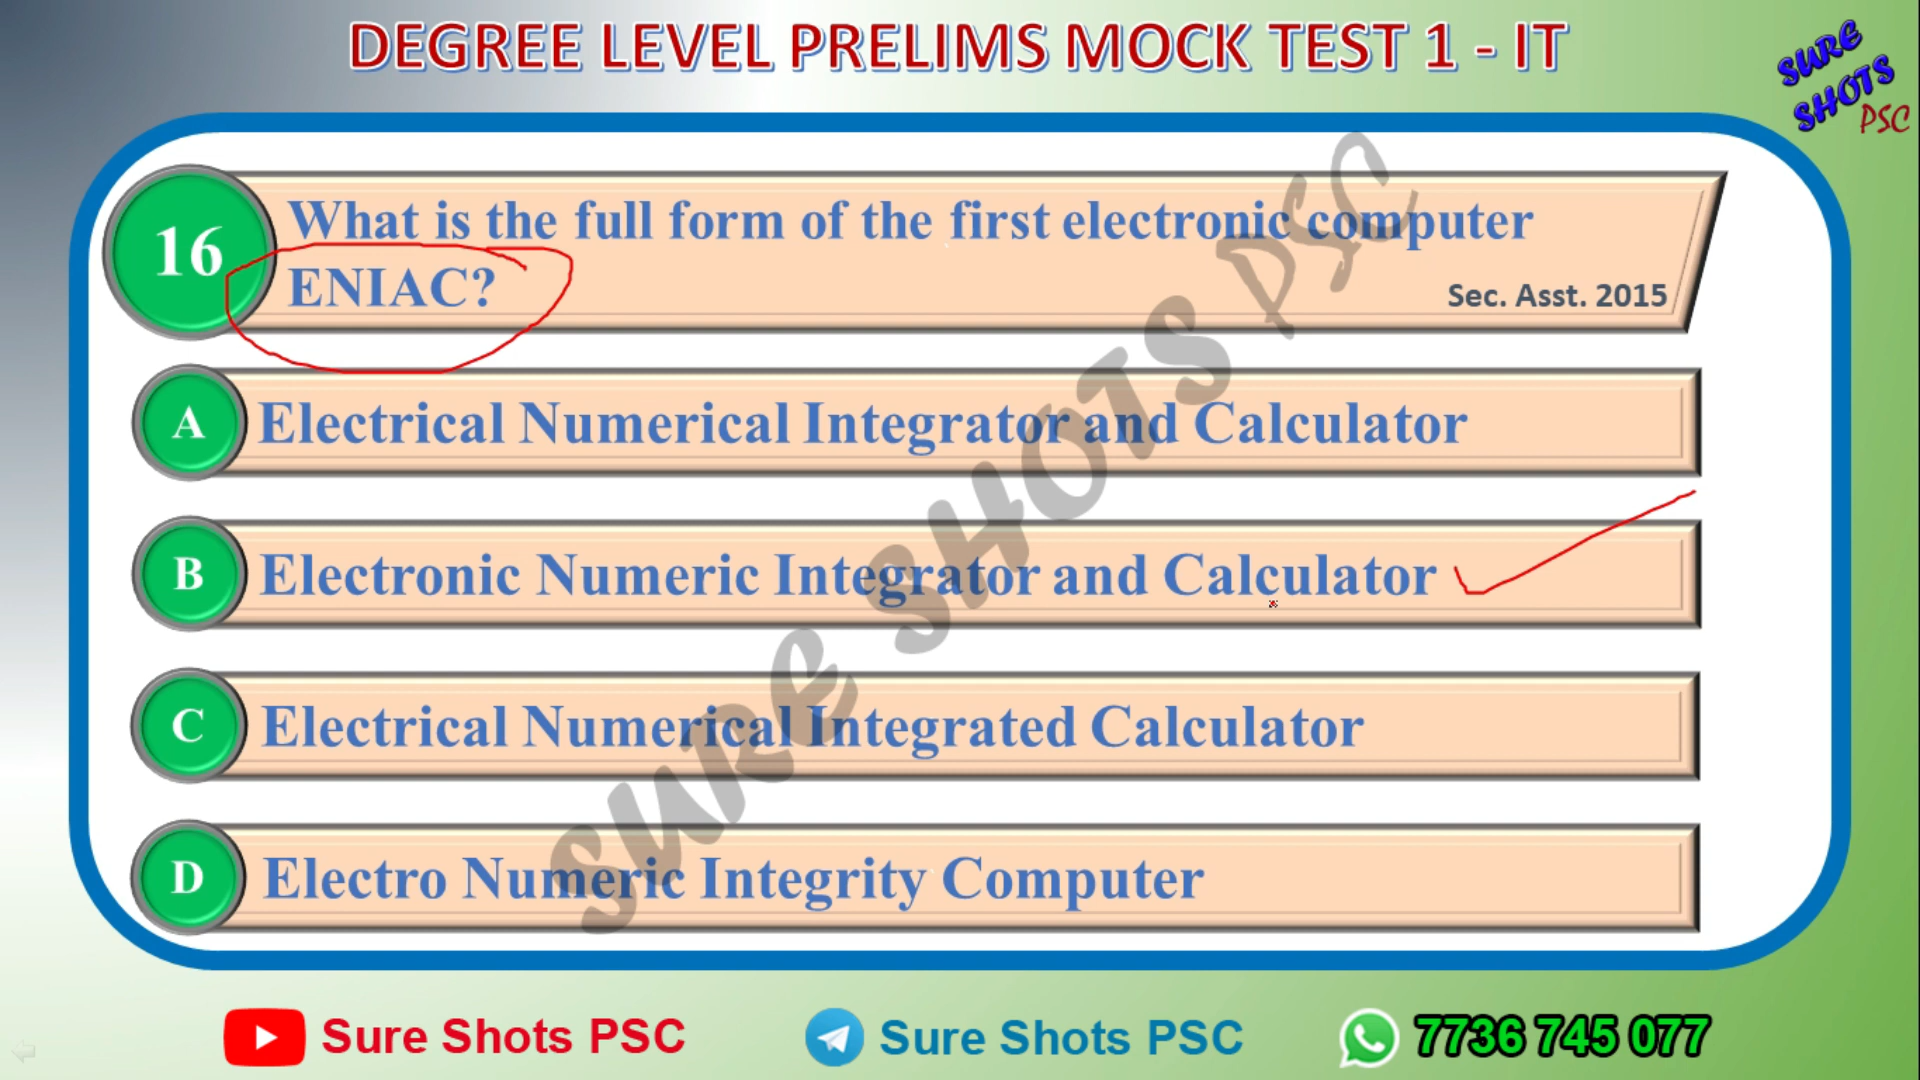 DEGREE LEVEL PRELIMS MOCK TEST 1 - IT
SURE
SHOTS
PSC
16
What is the full form of the first electronic computer
ENIAC?
Sec. Asst. 2015
A
Electrical Numerical Integrator and Calculator
B
Electronic Numeric Integrator and Calculator
C
Electrical Numerical Integrated Calculator
D
Electro Numeric Integrity Computer
SURE SHOTS PSC
Sure Shots PSC
Sure Shots PSC
7736 745 077